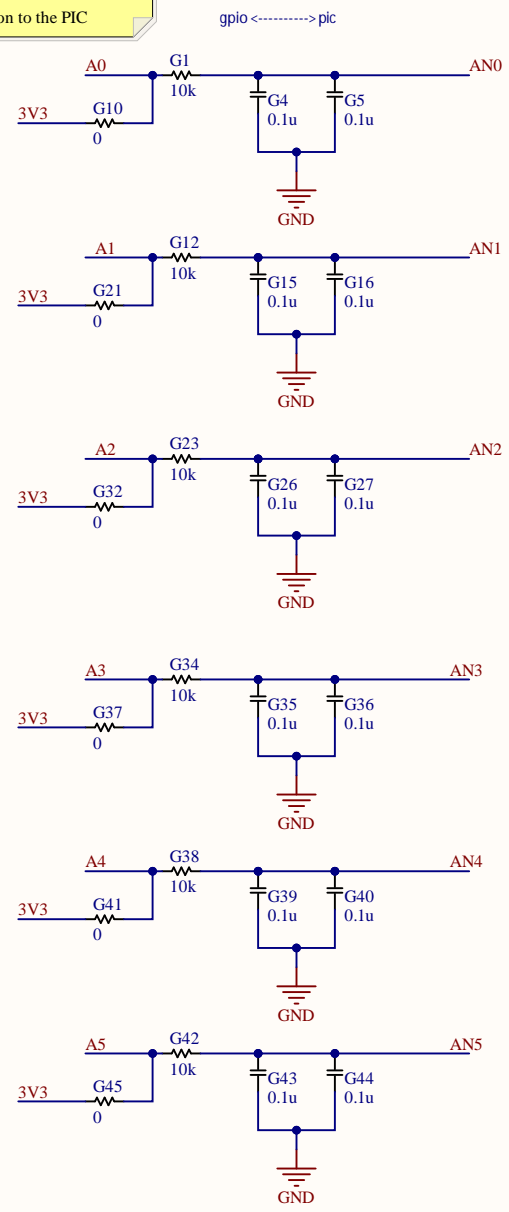 on to the PIC
gpio <----------> pic
A0 G1 AN0
10k
3V3 G10 G4 G5
0 0.1u 0.1u
GND
A1 G12 AN1
10k
3V3 G21 G15 G16
0 0.1u 0.1u
GND
A2 G23 AN2
10k
3V3 G32 G26 G27
0 0.1u 0.1u
GND
A3 G34 AN3
10k
3V3 G37 G35 G36
0 0.1u 0.1u
GND
A4 G38 AN4
10k
3V3 G41 G39 G40
0 0.1u 0.1u
GND
A5 G42 AN5
10k
3V3 G45 G43 G44
0 0.1u 0.1u
GND